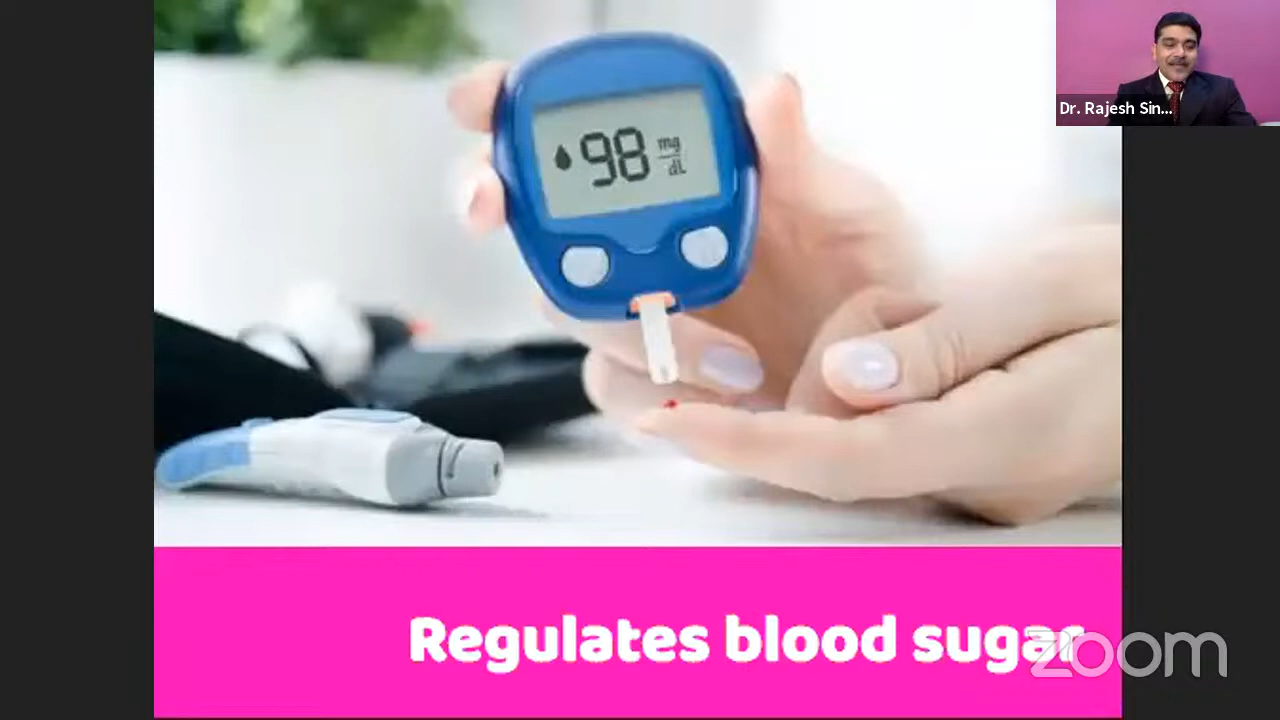 Dr. Rajesh Sin...
98 mg
dL
Regulates blood sugar
zoom